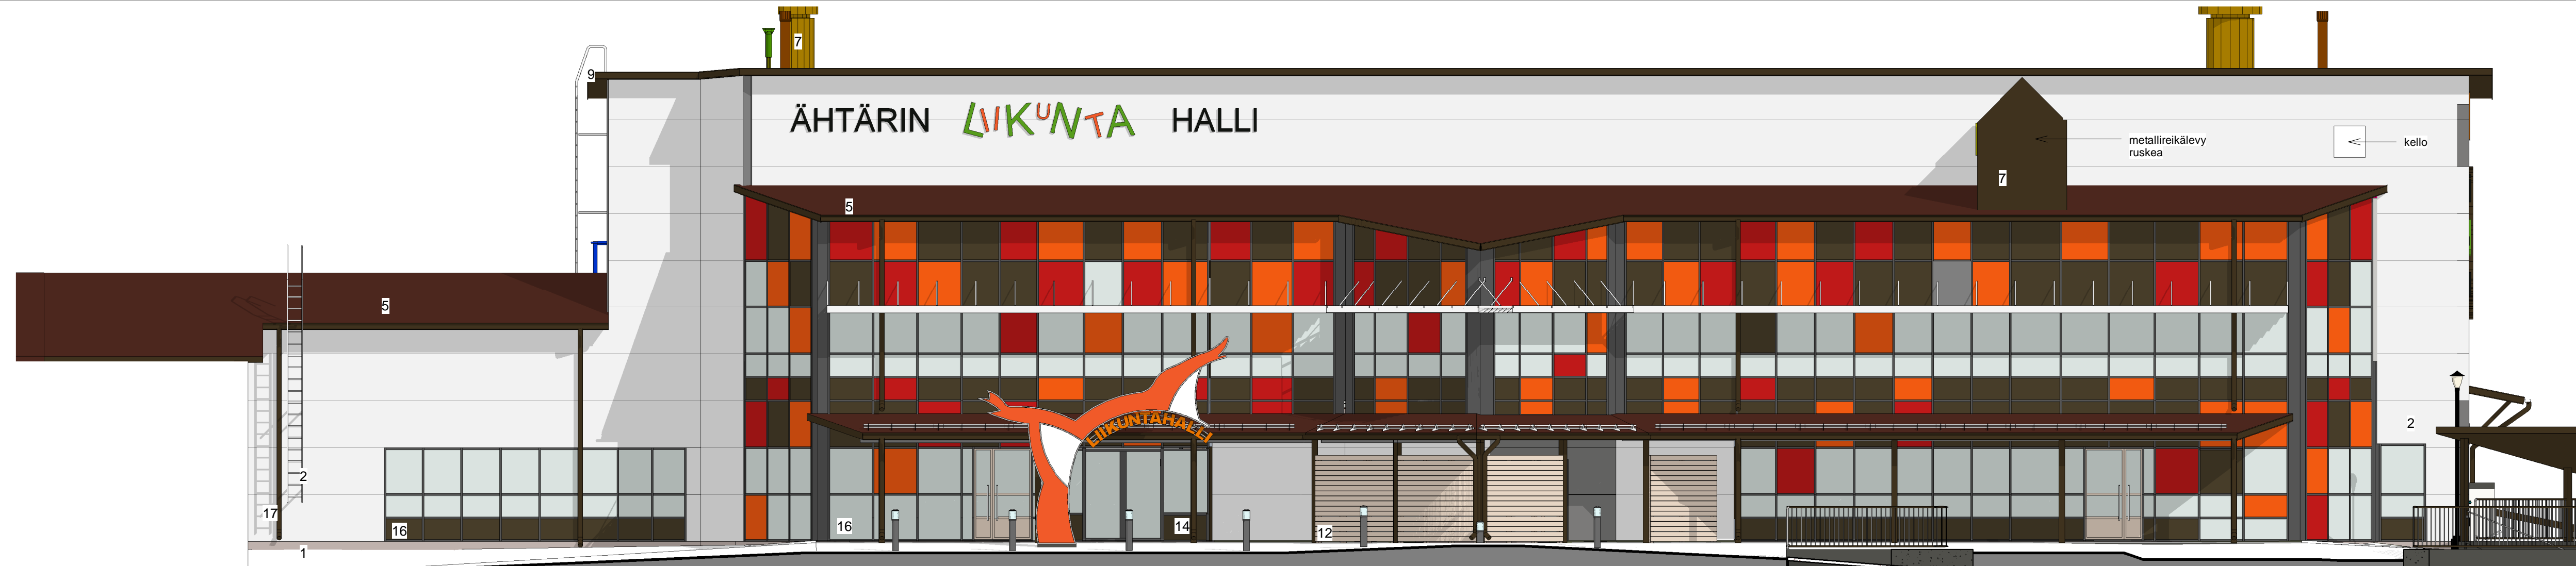 7
9
ÄHTÄRIN LIIKUNTA HALLI
metallireikälevy
ruskea
kello
7
5
5
LIIKUNTAHALLI
2
2
17
16
16
14
12
1